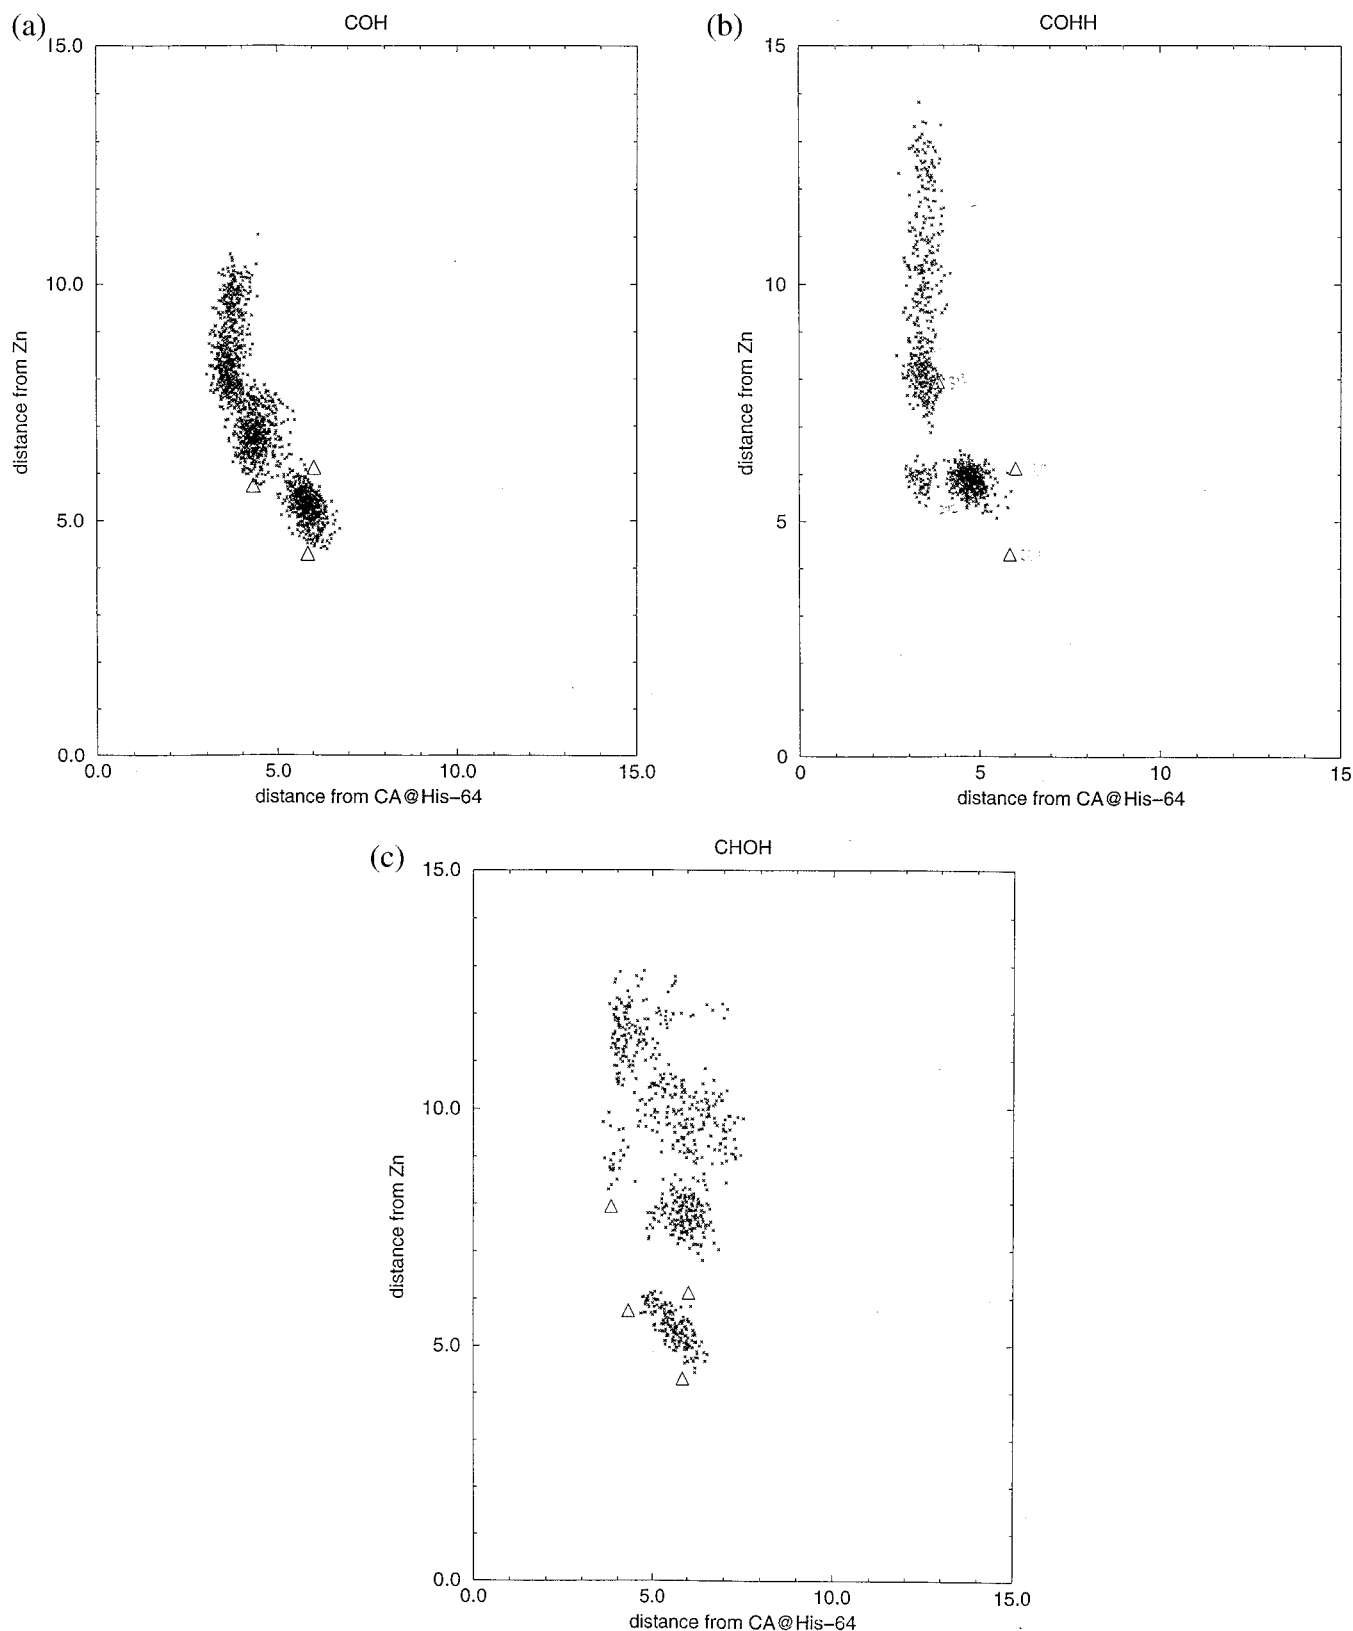 (a)
COH
15.0
10.0
5.0
0.0
distance from Zn
0.0 5.0 10.0 15.0
distance from CA@His-64
(b)
COHH
15
10
5
0
distance from Zn
0 5 10 15
distance from CA@His-64
(c)
CHOH
15.0
10.0
5.0
0.0
distance from Zn
0.0 5.0 10.0 15.0
distance from CA@His-64